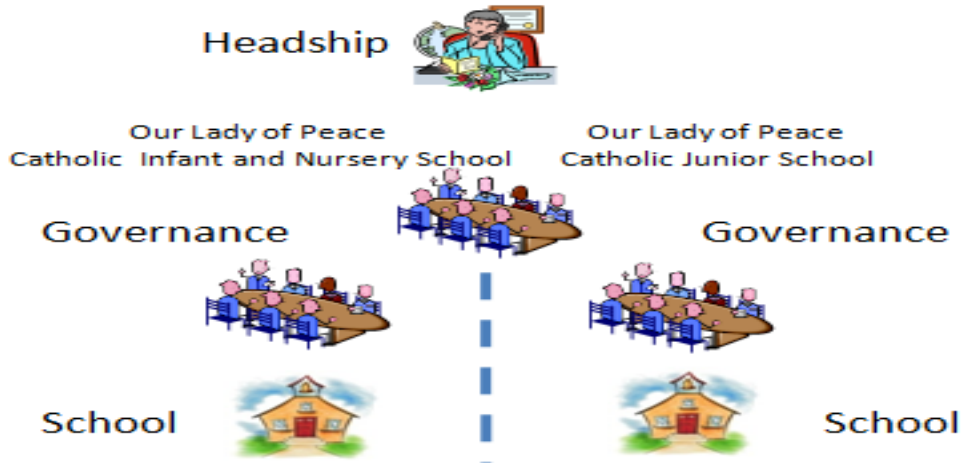 Headship
Our Lady of Peace
Catholic Infant and Nursery School
Our Lady of Peace
Catholic Junior School
Governance
Governance
School
School